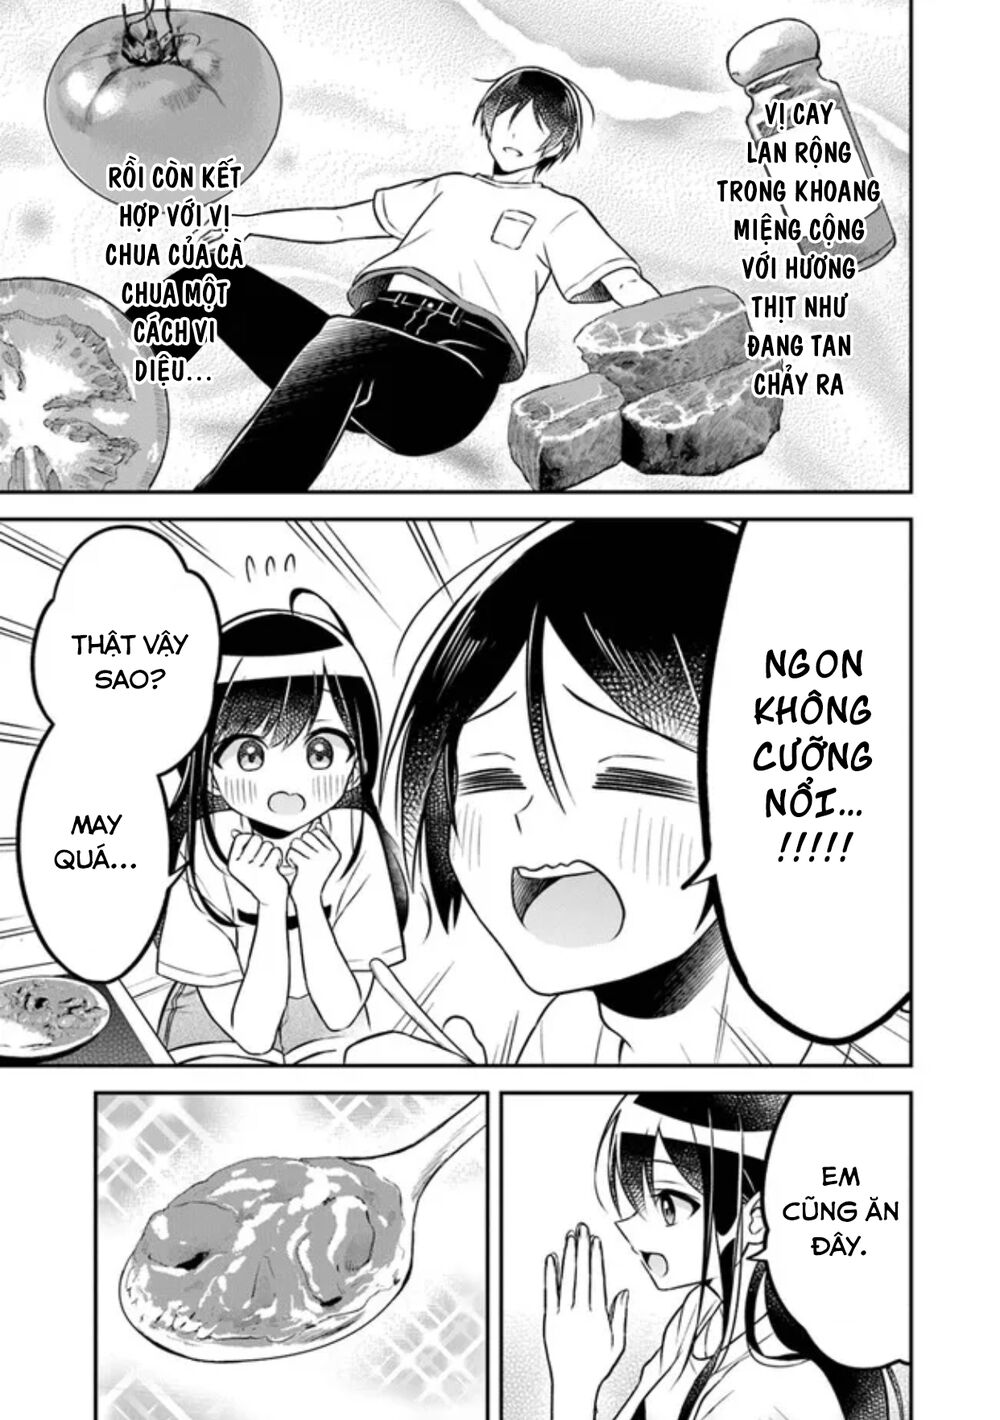 VỊ CAY
LAN RỘNG
TRONG KHOANG
MIỆNG CỘNG
VỚI HƯƠNG
THỊT NHƯ
ĐANG TAN
CHẢY RA
RỒI CÒN KẾT
HỢP VỚI VỊ
CHUA CỦA CÀ
CHUA MỘT
CÁCH VI
DIỆU...
NGON
KHÔNG
CƯỠNG
NỔI...
!!!!!
THẬT VẬY
SAO?
MAY
QUÁ...
EM
CŨNG ĂN
ĐÂY.